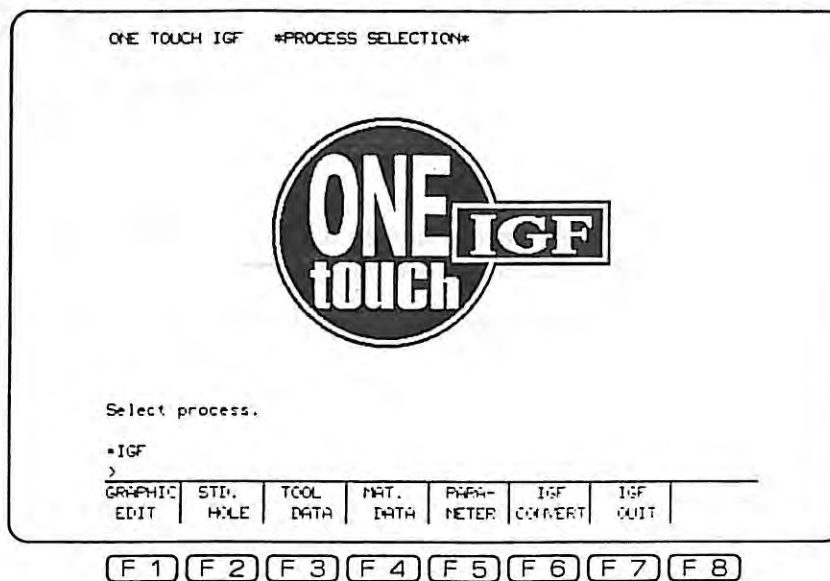 ONE TOUCH IGF *PROCESS SELECTION*
ONE
touch
IGF
Select process.
*IGF
>
GRAPHIC STD. TOOL MAT. PARA- IGF IGF
EDIT HOLE DATA DATA METER CONVERT QUIT
F 1 F 2 F 3 F 4 F 5 F 6 F 7 F 8